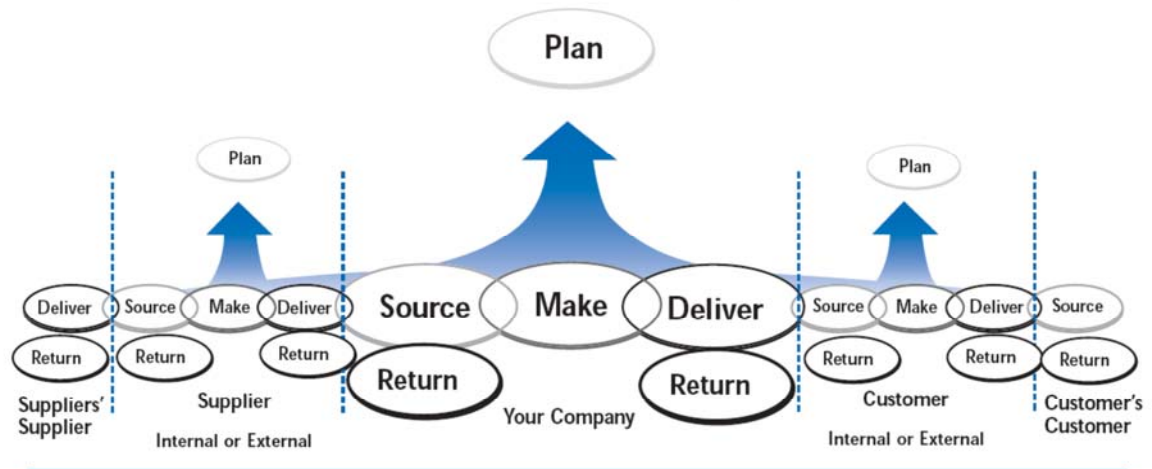 Plan
Plan
Plan
Deliver
Source
Make
Deliver
Source
Make
Deliver
Source
Make
Deliver
Source
Return
Return
Return
Return
Return
Return
Return
Return
Suppliers'
Supplier
Supplier
Internal or External
Your Company
Customer
Internal or External
Customer's
Customer